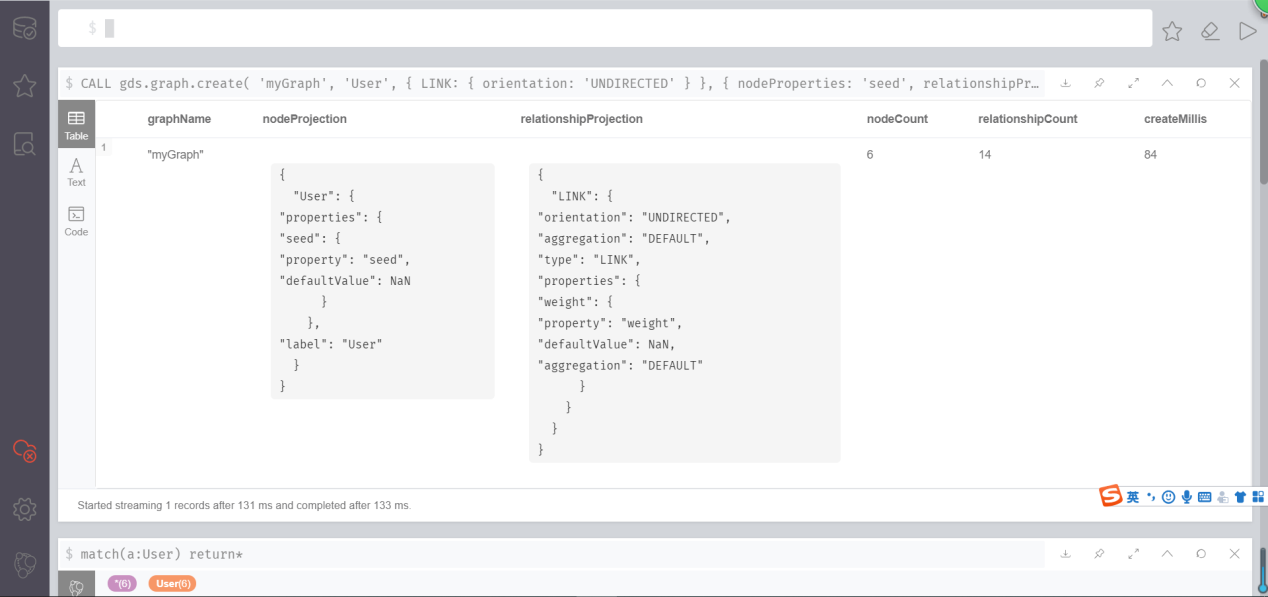 $
$ CALL gds.graph.create( 'myGraph', 'User', { LINK: { orientation: 'UNDIRECTED' } }, { nodeProperties: 'seed', relationshipPr…
Table
Text
Code
graphName nodeProjection relationshipProjection nodeCount relationshipCount createMillis
1
"myGraph"
{
"User": {
"properties": {
"seed": {
"property": "seed",
"defaultValue": NaN
}
},
"label": "User"
}
}
{
"LINK": {
"orientation": "UNDIRECTED",
"aggregation": "DEFAULT",
"type": "LINK",
"properties": {
"weight": {
"property": "weight",
"defaultValue": NaN,
"aggregation": "DEFAULT"
}
}
}
}
6 14 84
Started streaming 1 records after 131 ms and completed after 133 ms.
英
$ match(a:User) return*
*(6) User(6)